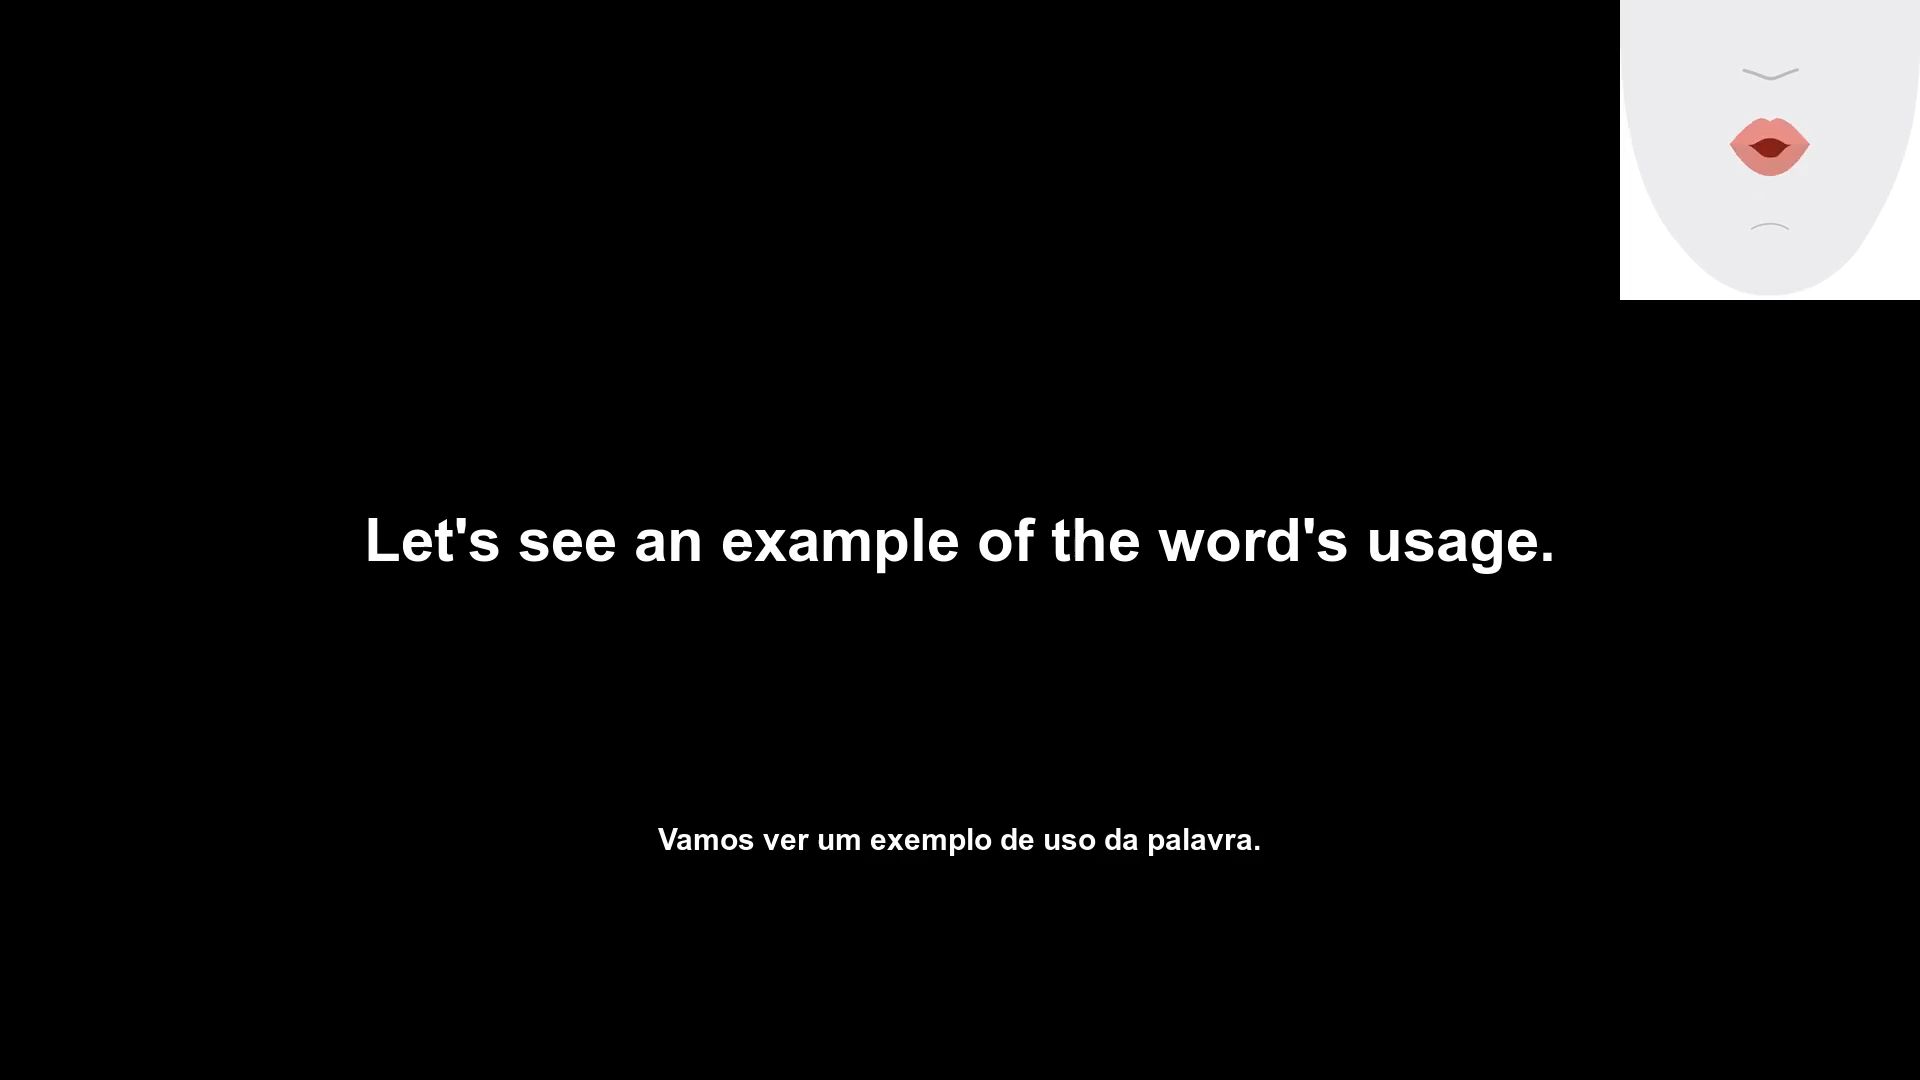 Let's see an example of the word's usage.
Vamos ver um exemplo de uso da palavra.